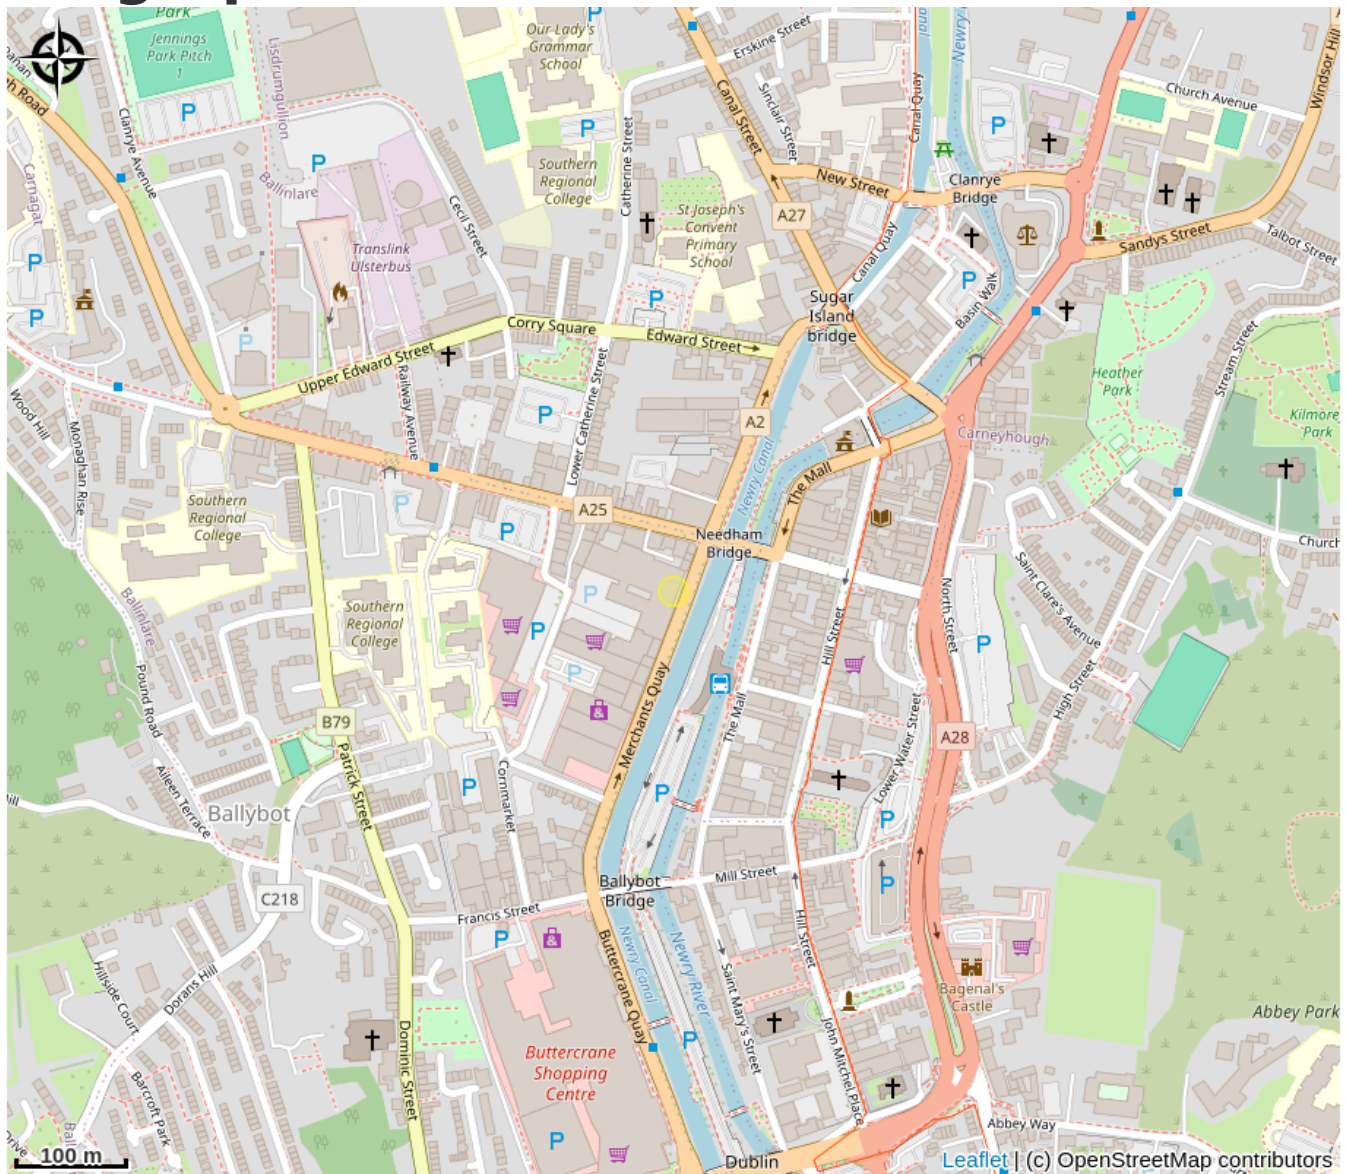 Park
Jennings
Park Pitch
1
Lisdrumgullion
Our-Lady's
Grammar
School
Erskine Street
Canal Street
Sinclair Street
Canal Quay
Newry
Church Avenue
Windsor Hill
Clanrye Avenue
Carnagat
Ballinlare
Southern
Regional
College
Catherine Street
New Street
Clanrye
Bridge
Cecil Street
St Joseph's
Convent
Primary
School
A27
Canal Quay
Sandys Street
Talbot Street
Translink
Ulsterbus
Basin Walk
Sugar
Island
bridge
Corry Square
Edward Street
Upper Edward Street
Railway Avenue
Lower Catherine Street
Stream Street
Heather
Park
Kilmore
Park
Wood Hill
Monaghan Rise
A2
Newry Canal
The Mall
Carneyhough
Southern
Regional
College
A25
Needham
Bridge
Church
Saint Clare's Avenue
Ballinlare
Southern
Regional
College
Hill Street
North Street
Pound Road
High Street
Merchants Quay
The Mall
B79
Patrick Street
Lower Water Street
A28
Aileen Terrace
Cornmarket
Ballybot
Mill Street
Ballybot
Bridge
C218
Francis Street
Hill Street
Buttercrane Quay
Newry Canal
Newry River
Saint Mary's Street
Hillside Court
Dorans Hill
Bagenal's
Castle
Abbey Park
John Mitchel Place
Dominic Street
Buttercrane
Shopping
Centre
Barcroft Park
Abbey Way
Drive
100 m
Dublin
Leaflet | (c) OpenStreetMap contributors